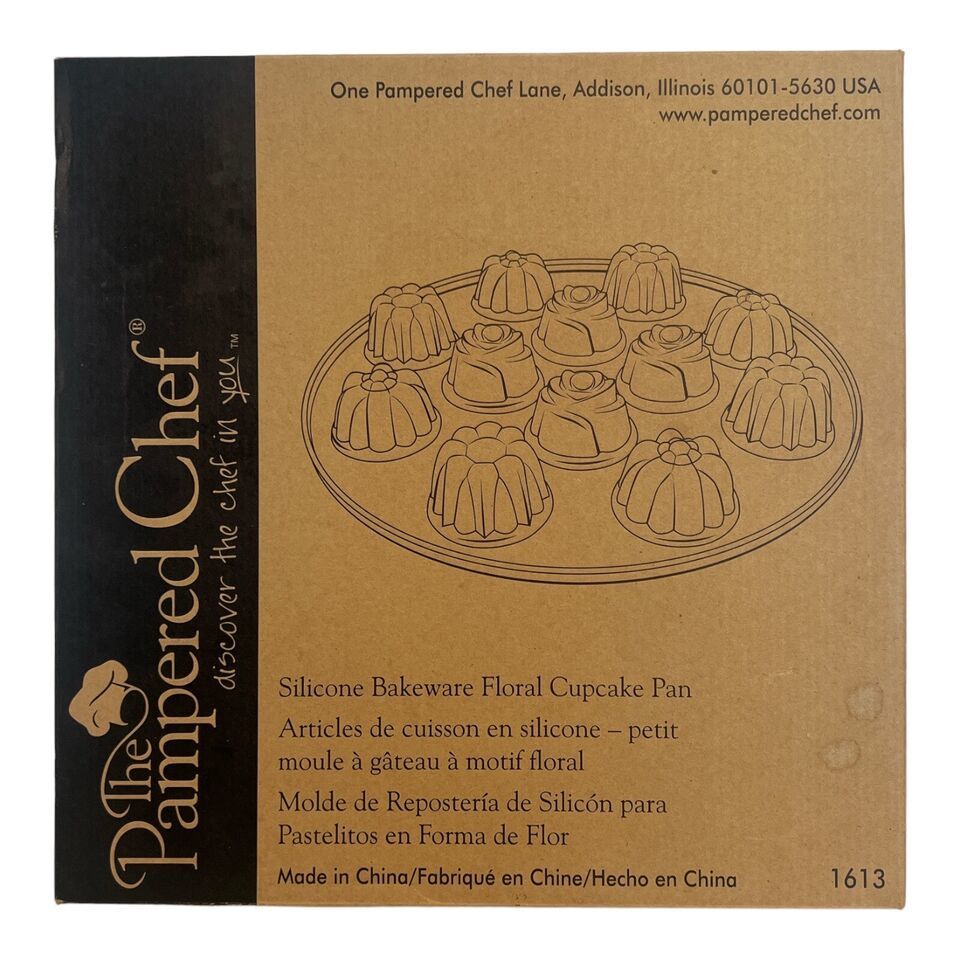 One Pampered Chef Lane, Addison, Illinois 60101-5630 USA
www.pamperedchef.com
The
Pampered Chef®
discover the chef in you™
Silicone Bakeware Floral Cupcake Pan
Articles de cuisson en silicone – petit
moule à gâteau à motif floral
Molde de Repostería de Silicón para
Pastelitos en Forma de Flor
Made in China/Fabriqué en Chine/Hecho en China
1613